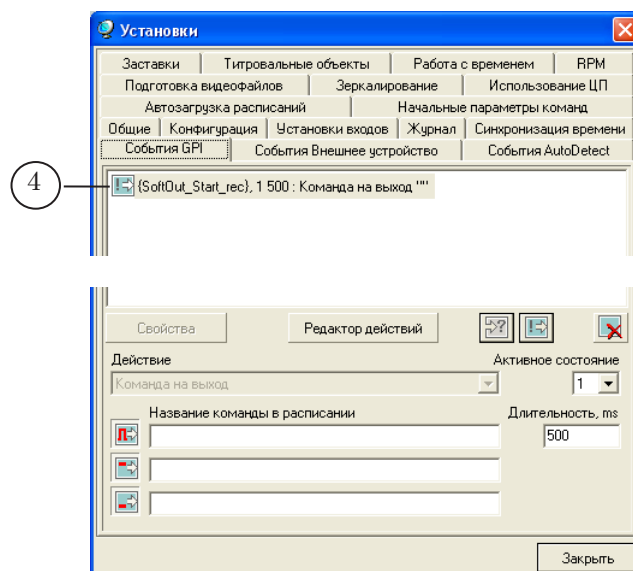 Установки
Заставки Титровальные объекты Работа с временем RPM
Подготовка видеофайлов Зеркалирование Использование ЦП
Автозагрузка расписаний Начальные параметры команд
Общие Конфигурация Установки входов Журнал Синхронизация времени
События GPI События Внешнее устройство События AutoDetect
4 {SoftOut_Start_rec}, 1 500 : Команда на выход ""
Свойства Редактор действий
Действие Активное состояние
Команда на выход 1
Название команды в расписании Длительность, ms
500
Закрыть